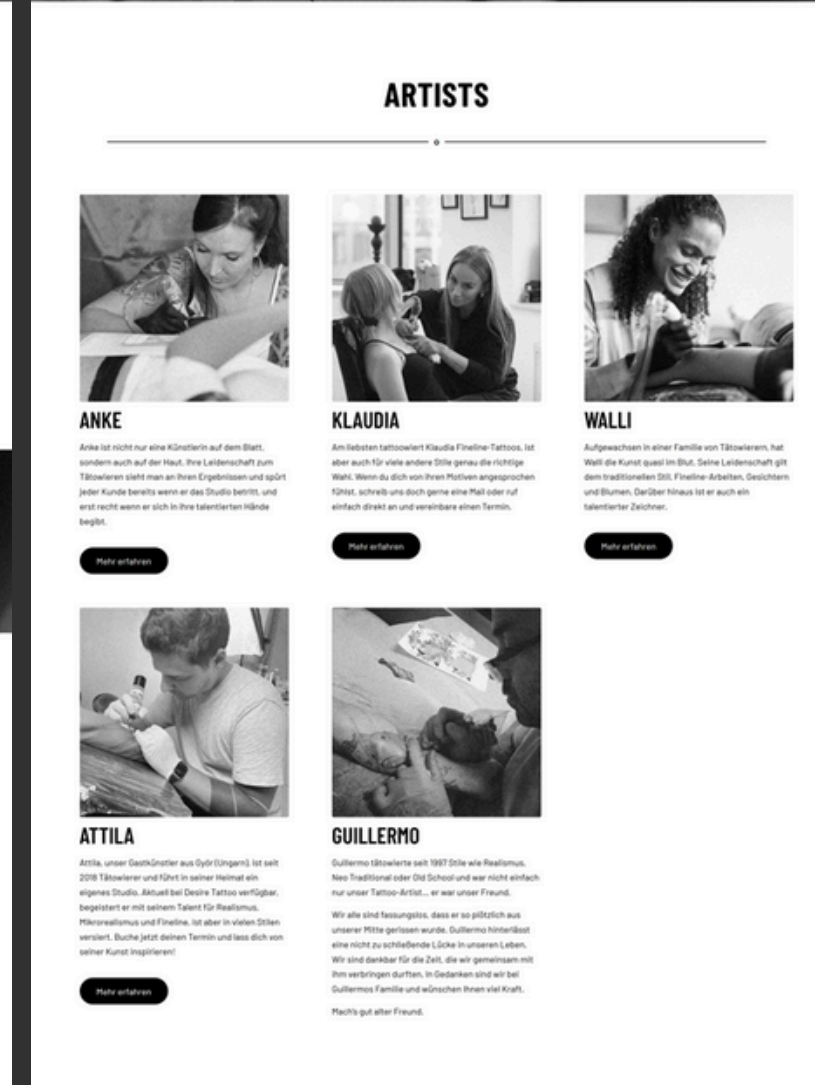 ARTISTS
ANKE
Anke ist nicht nur eine Künstlerin auf dem Blatt,
sondern auch auf der Haut. Ihre Leidenschaft zum
Tätowieren sieht man an ihren Ergebnissen und spürt
jeder Kunde bereits wenn er das Studio betritt, und
erst recht wenn er sich in ihre talentierten Hände
begibt.
Mehr erfahren
KLAUDIA
Am liebsten tattoowiert Klaudia Fineline-Tattoos, ist
aber auch für viele andere Stile genau die richtige
Wahl. Wenn du dich von ihren Motiven angesprochen
fühlst, schreib uns doch gerne eine Mail oder ruf
einfach direkt an und vereinbare einen Termin.
Mehr erfahren
WALLI
Aufgewachsen in einer Familie von Tätowierern, hat
Walli die Kunst quasi im Blut. Seine Leidenschaft gilt
dem traditionellen Stil, Fineline-Arbeiten, Gesichtern
und Blumen. Darüber hinaus ist er auch ein
talentierter Zeichner.
Mehr erfahren
ATTILA
Attila, unser Gastkünstler aus Györ (Ungarn), ist seit
2018 Tätowierer und führt in seiner Heimat ein
eigenes Studio. Aktuell bei Desire Tattoo verfügbar,
begeistert er mit seinem Talent für Realismus,
Mikrorealismus und Fineline, ist aber in vielen Stilen
versiert. Buche jetzt deinen Termin und lass dich von
seiner Kunst inspirieren!
Mehr erfahren
GUILLERMO
Guillermo tätowierte seit 1997 Stile wie Realismus,
Neo Traditional oder Old School und war nicht einfach
nur unser Tattoo-Artist... er war unser Freund.
Wir alle sind fassungslos, dass er so plötzlich aus
unserer Mitte gerissen wurde. Guillermo hinterlässt
eine nicht zu schließende Lücke in unseren Leben.
Wir sind dankbar für die Zeit, die wir gemeinsam mit
ihm verbringen durften. In Gedanken sind wir bei
Guillermos Familie und wünschen ihnen viel Kraft.
Mach's gut alter Freund.